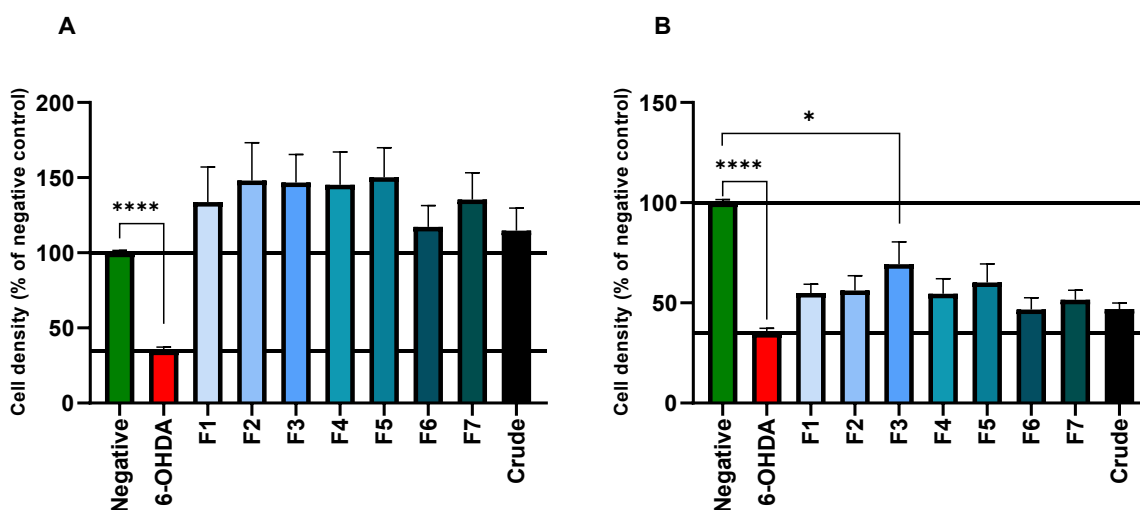 A
Cell density (% of negative control)
200
150
100
50
0
****
Negative
6-OHDA
F1
F2
F3
F4
F5
F6
F7
Crude
B
Cell density (% of negative control)
150
100
50
0
*
****
Negative
6-OHDA
F1
F2
F3
F4
F5
F6
F7
Crude